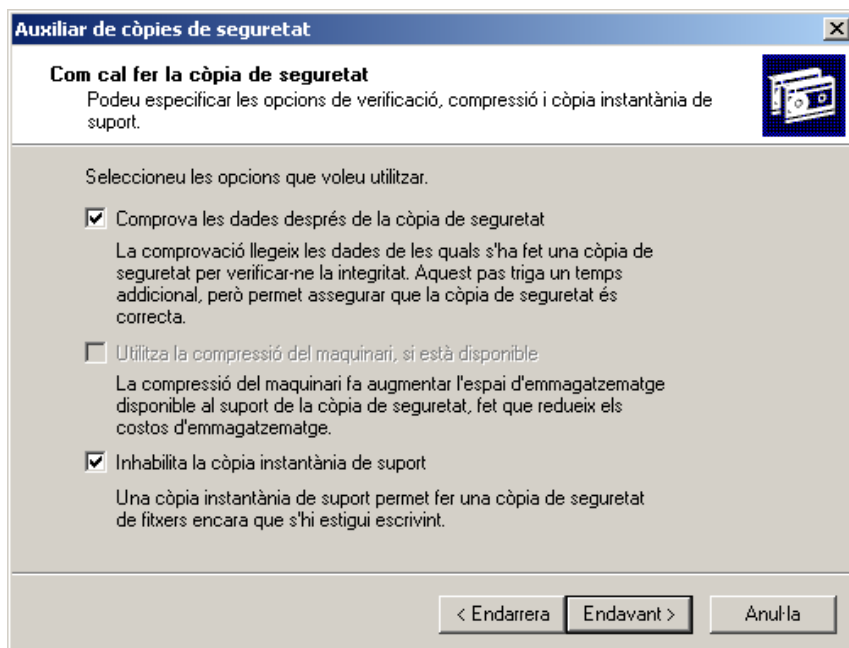 Auxiliar de còpies de seguretat
Com cal fer la còpia de seguretat
Podeu especificar les opcions de verificació, compressió i còpia instantània de
suport.
Seleccioneu les opcions que voleu utilitzar.
Comprova les dades després de la còpia de seguretat
La comprovació llegeix les dades de les quals s'ha fet una còpia de
seguretat per verificar-ne la integritat. Aquest pas triga un temps
addicional, però permet assegurar que la còpia de seguretat és
correcta.
Utilitza la compressió del maquinari, si està disponible
La compressió del maquinari fa augmentar l'espai d'emmagatzematge
disponible al suport de la còpia de seguretat, fet que redueix els
costos d'emmagatzematge.
Inhabilita la còpia instantània de suport
Una còpia instantània de suport permet fer una còpia de seguretat
de fitxers encara que s'hi estigui escrivint.
< Endarrera Endavant > Anul·la